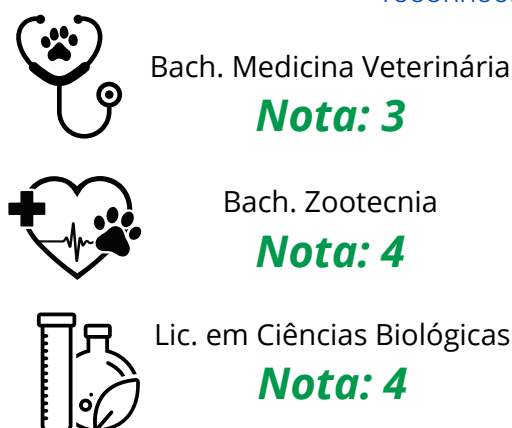 Bach. Medicina Veterinária
Nota: 3
Bach. Zootecnia
Nota: 4
Lic. em Ciências Biológicas
Nota: 4